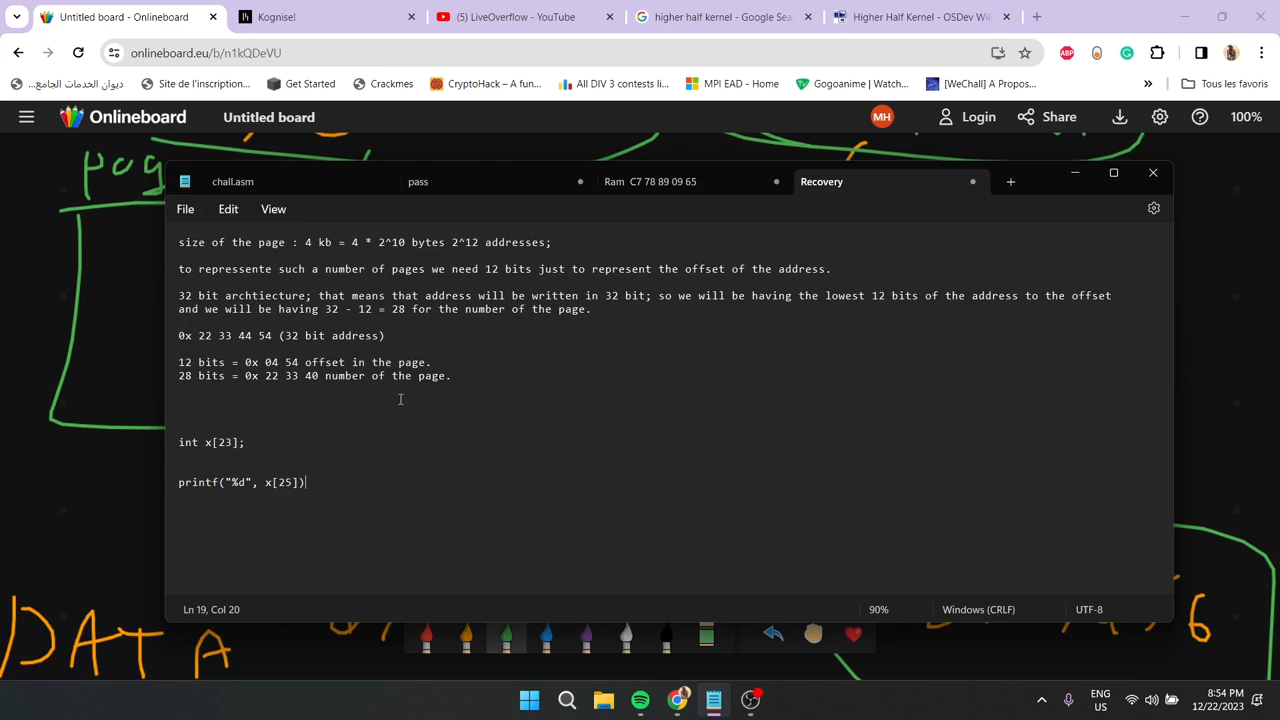 Untitled board - Onlineboard
Kognisel
(5) LiveOverflow - YouTube
higher half kernel - Google Sea
Higher Half Kernel - OSDev Wi
onlineboard.eu/b/n1kQDeVU
ديوان الخدمات الجامع...
Site de l'inscription...
Get Started
Crackmes
CryptoHack – A fun...
All DIV 3 contests li...
MPI EAD - Home
Gogoanime | Watch...
[WeChall] A Propos...
Tous les favoris
Onlineboard
Untitled board
MH
Login
Share
100%
pag
chall.asm
pass
Ram C7 78 89 09 65
Recovery
File
Edit
View
size of the page : 4 kb = 4 * 2^10 bytes 2^12 addresses;
to repressente such a number of pages we need 12 bits just to represent the offset of the address.
32 bit archtiecture; that means that address will be written in 32 bit; so we will be having the lowest 12 bits of the address to the offset
and we will be having 32 - 12 = 28 for the number of the page.
0x 22 33 44 54 (32 bit address)
12 bits = 0x 04 54 offset in the page.
28 bits = 0x 22 33 40 number of the page.
int x[23];
printf("%d", x[25])
Ln 19, Col 20
90%
Windows (CRLF)
UTF-8
DATA
6
ENG
US
8:54 PM
12/22/2023